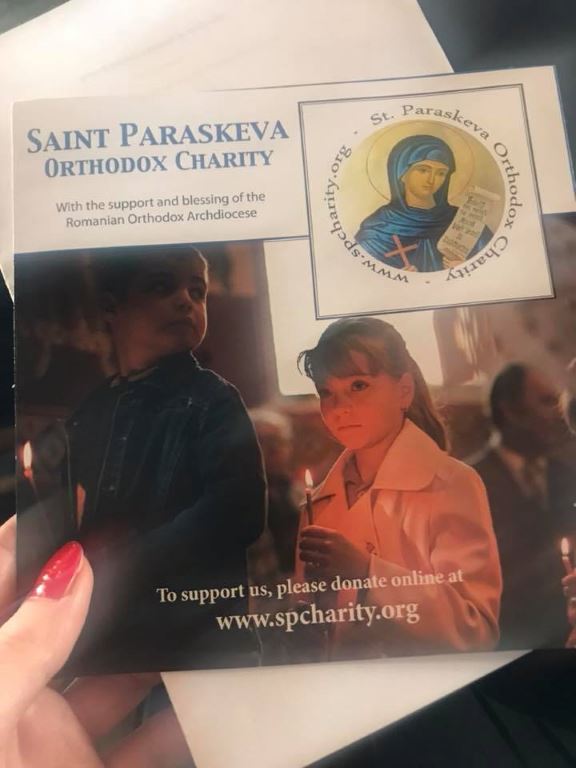 SAINT PARASKEVA
ORTHODOX CHARITY
With the support and blessing of the
Romanian Orthodox Archdiocese
St. Paraskeva Orthodox Charity - www.spcharity.org -
To support us, please donate online at
www.spcharity.org